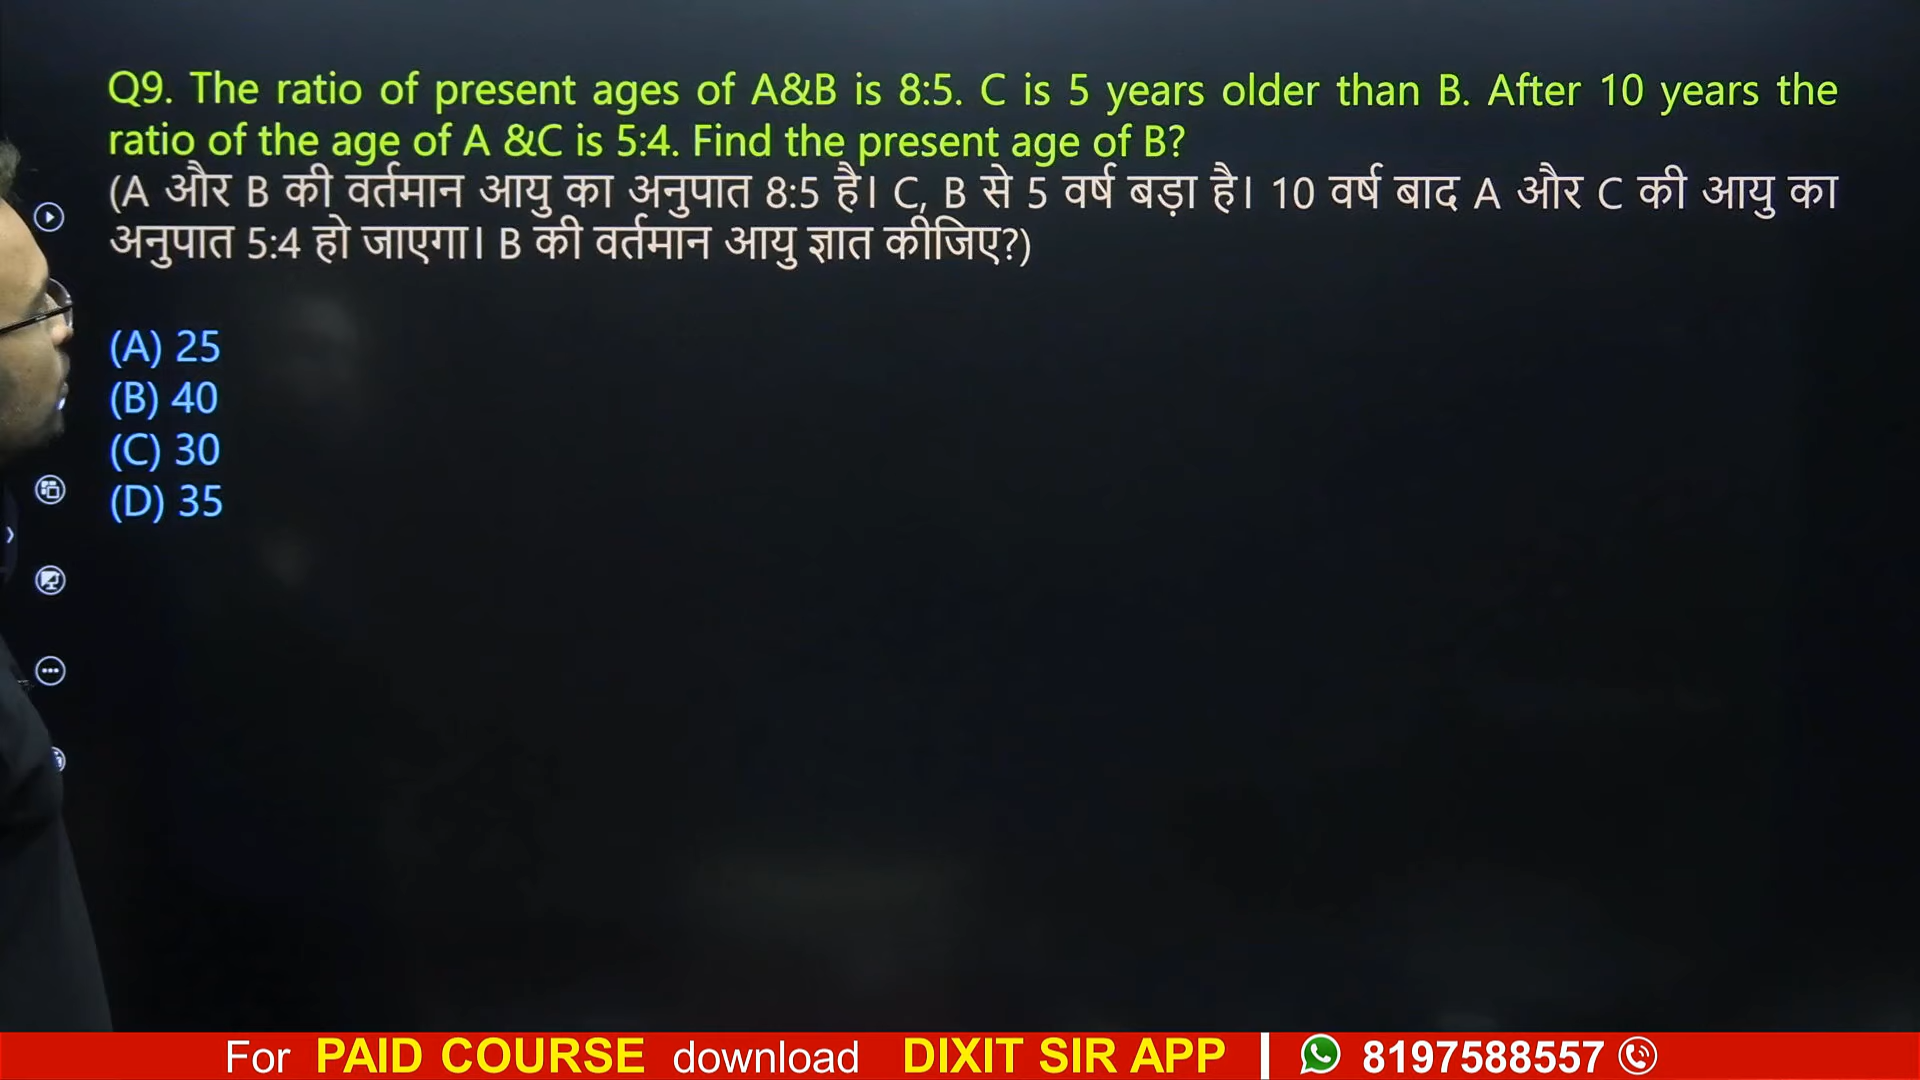 Q9. The ratio of present ages of A&B is 8:5. C is 5 years older than B. After 10 years the
ratio of the age of A &C is 5:4. Find the present age of B?
(A और B की वर्तमान आयु का अनुपात 8:5 है। C, B से 5 वर्ष बड़ा है। 10 वर्ष बाद A और C की आयु का
अनुपात 5:4 हो जाएगा। B की वर्तमान आयु ज्ञात कीजिए?)
(A) 25
(B) 40
(C) 30
(D) 35
For PAID COURSE download DIXIT SIR APP | 8197588557